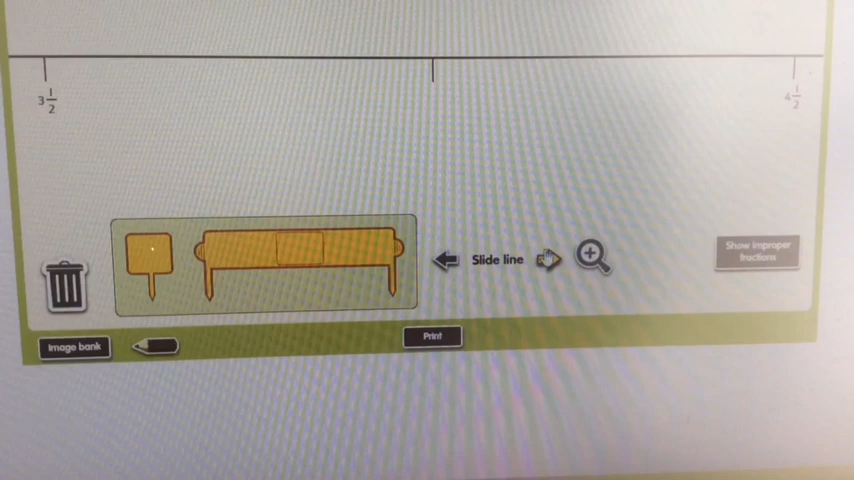 3 1/2
4 1/2
Slide line
Show improper
fractions
Image bank
Print